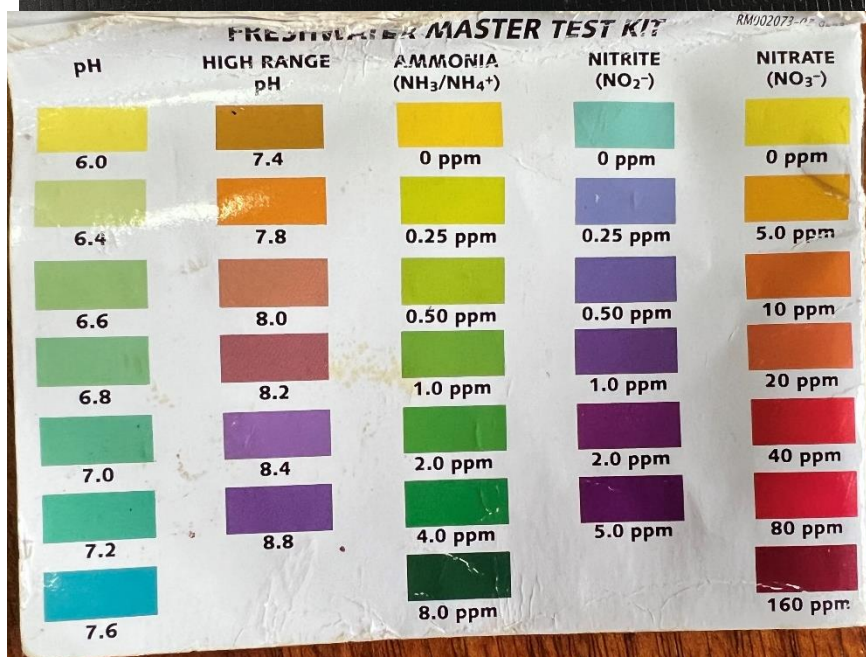 FRESHWATER MASTER TEST KIT
pH
HIGH RANGE
pH
AMMONIA
(NH₃/NH₄⁺)
NITRITE
(NO₂⁻)
NITRATE
(NO₃⁻)
6.0
7.4
0 ppm
0 ppm
0 ppm
6.4
7.8
0.25 ppm
0.25 ppm
5.0 ppm
6.6
8.0
0.50 ppm
0.50 ppm
10 ppm
6.8
8.2
1.0 ppm
1.0 ppm
20 ppm
7.0
8.4
2.0 ppm
2.0 ppm
40 ppm
7.2
8.8
4.0 ppm
5.0 ppm
80 ppm
7.6
8.0 ppm
160 ppm